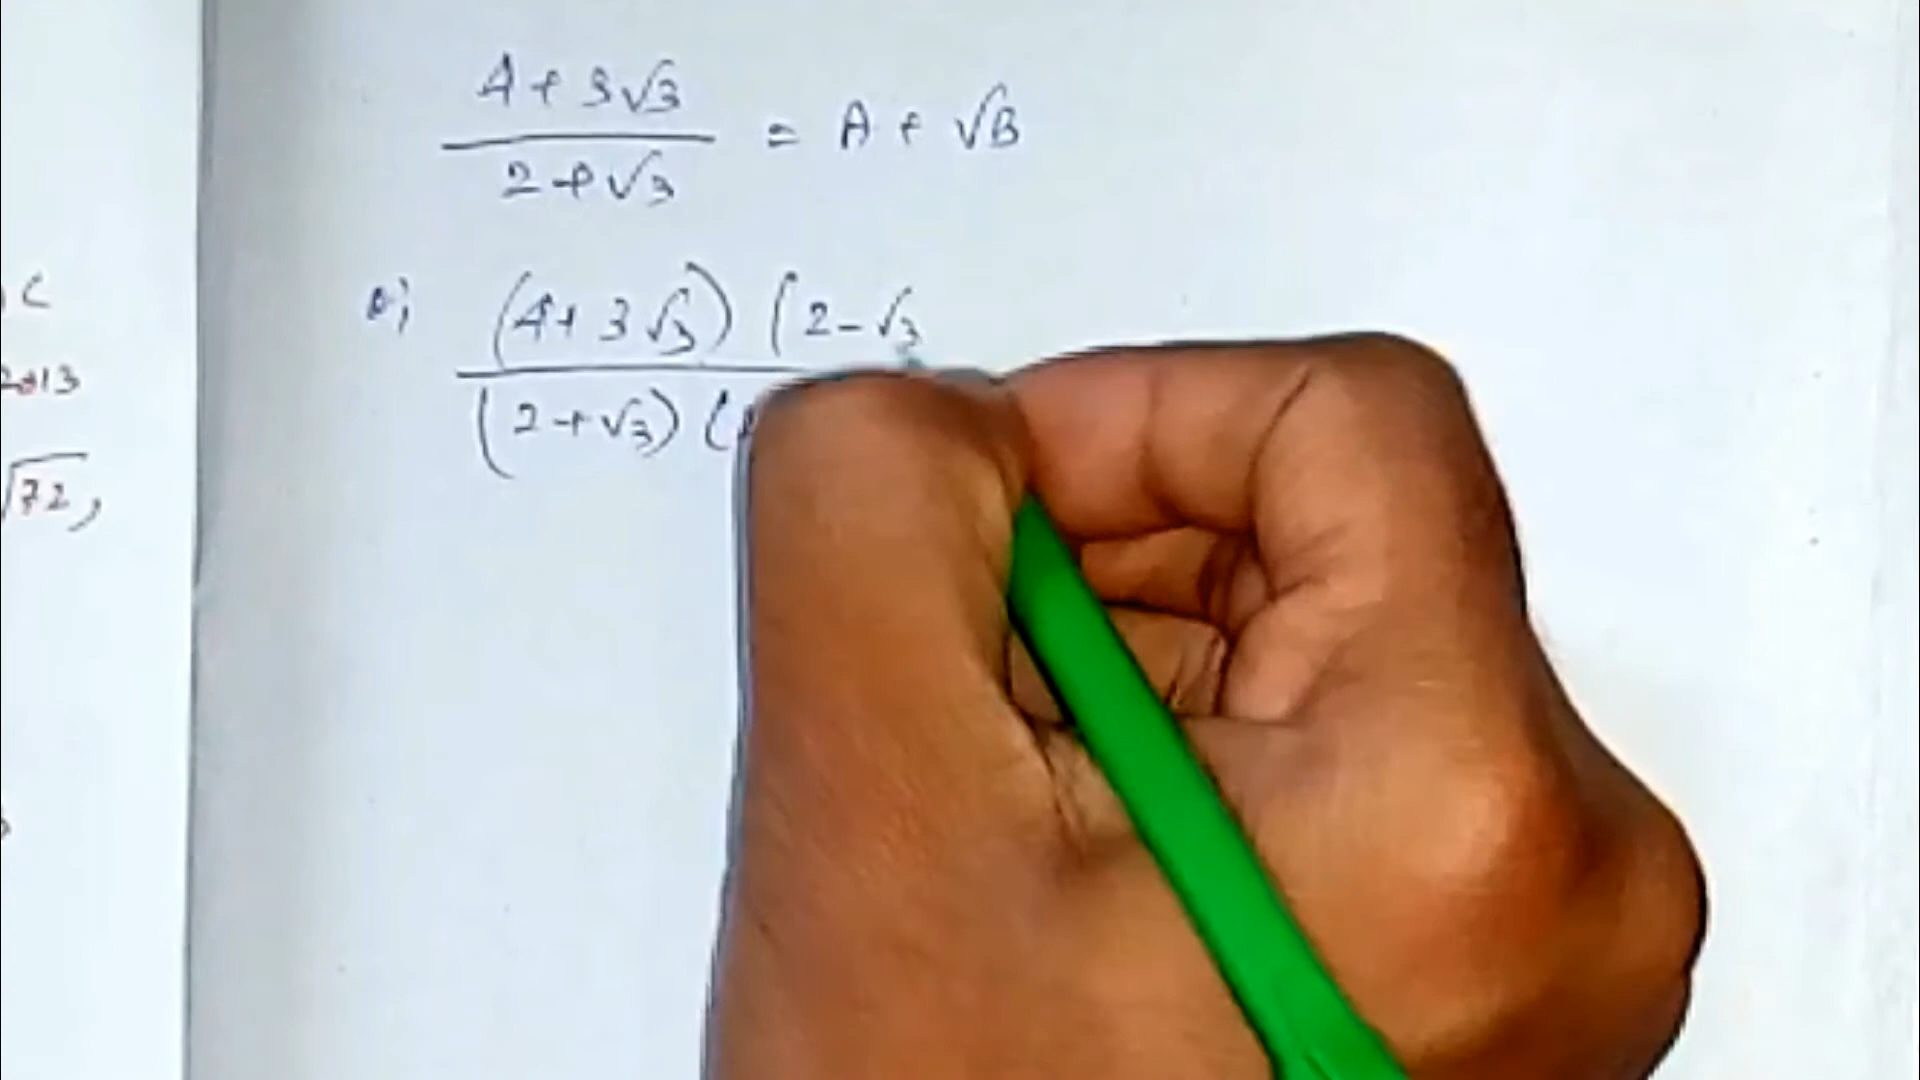 C
2013
√72,
4 + 3√3
2 + √3
= A + √B
(4 + 3√3) (2 - √3
(2 + √3) (